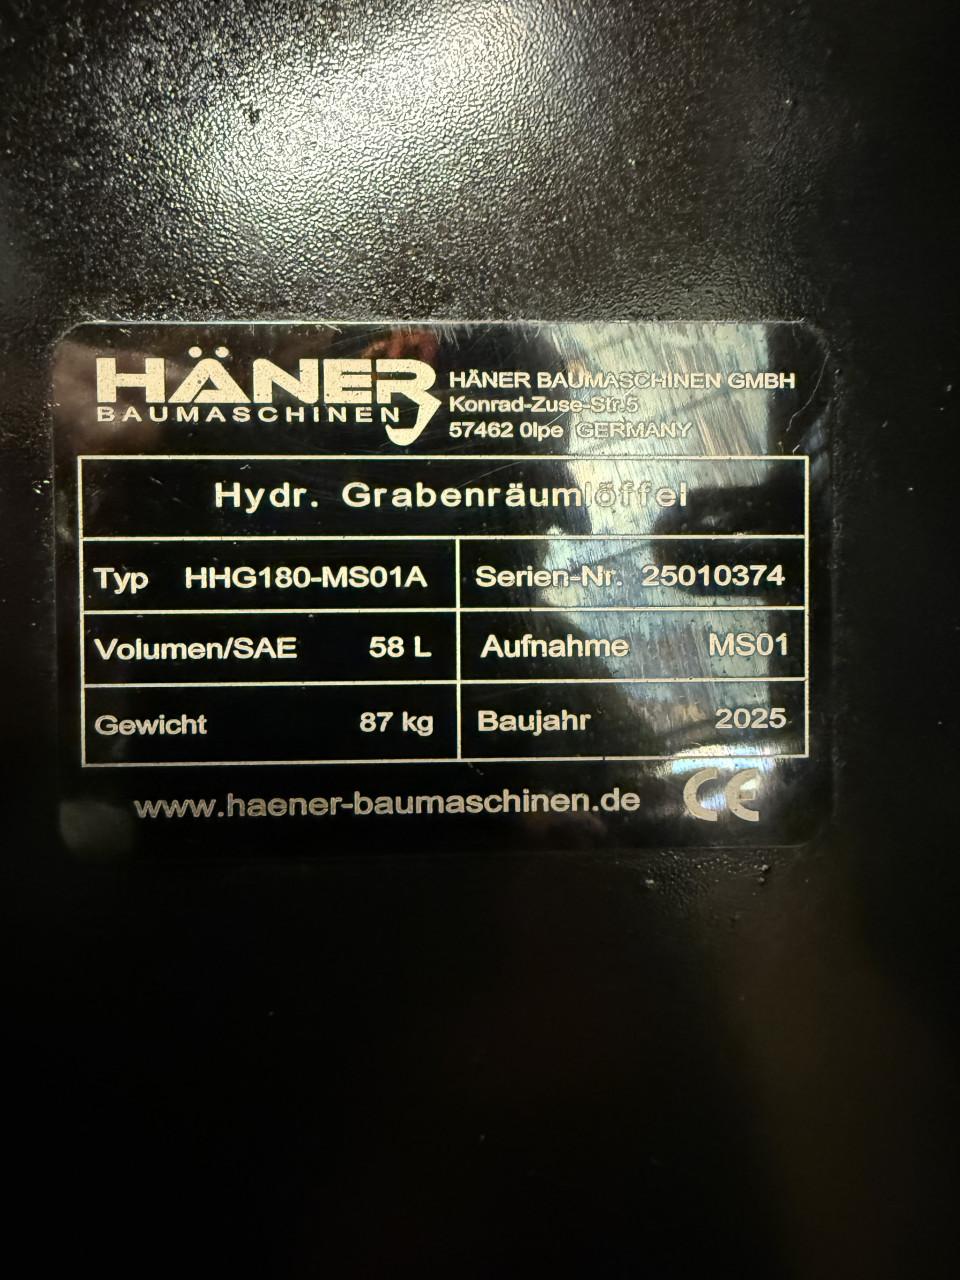 HÄNER
BAUMASCHINEN
HÄNER BAUMASCHINEN GMBH
Konrad-Zuse-Str.5
57462 Olpe GERMANY
Hydr. Grabenräumlöffel
Typ HHG180-MS01A Serien-Nr. 25010374
Volumen/SAE 58 L Aufnahme MS01
Gewicht 87 kg Baujahr 2025
www.haener-baumaschinen.de CE